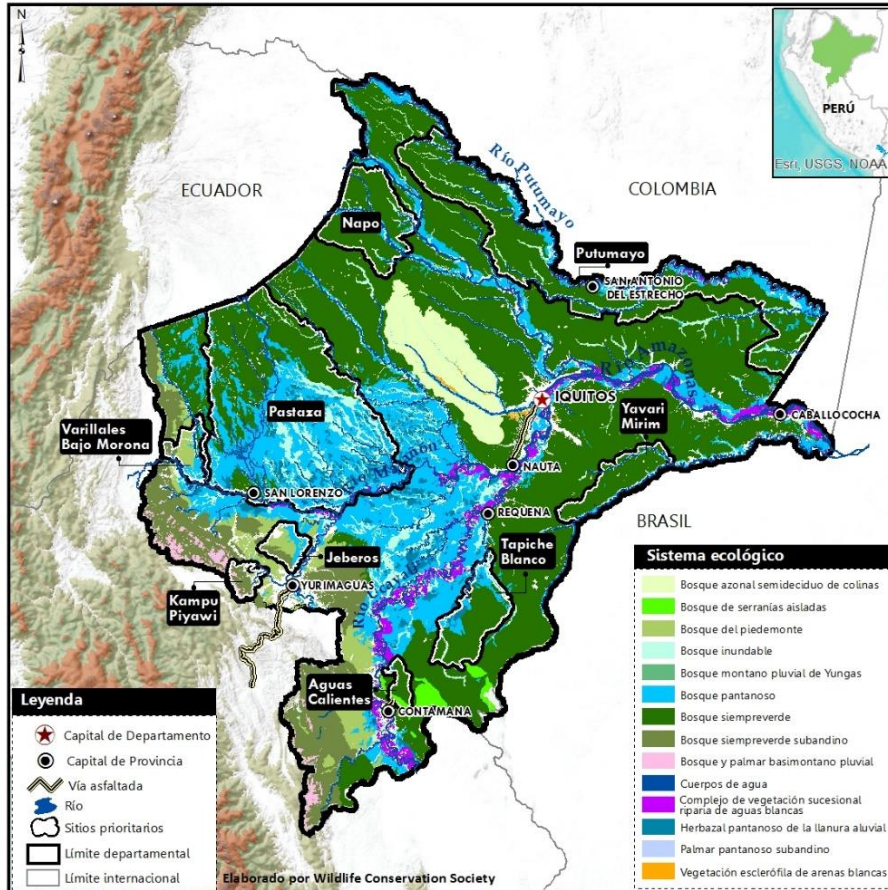 N
PERÚ
Esri, USGS, NOAA
ECUADOR
COLOMBIA
Río Putumayo
Napo
Putumayo
SAN ANTONIO
DEL ESTRECHO
Río Amazonas
IQUITOS
Yavari
Mirim
CABALLOCOCHA
Pastaza
Varillales
Bajo Morona
Río Marañón
NAUTA
SAN LORENZO
REQUENA
BRASIL
Tapiche
Blanco
Jeberos
YURIMAGUAS
Kampu
Piyawi
Río Ucayali
Aguas
Calientes
CONTAMANA
Leyenda
Capital de Departamento
Capital de Provincia
Vía asfaltada
Río
Sitios prioritarios
Límite departamental
Límite internacional
Elaborado por Wildlife Conservation Society
Sistema ecológico
Bosque azonal semideciduo de colinas
Bosque de serranías aisladas
Bosque del piedemonte
Bosque inundable
Bosque montano pluvial de Yungas
Bosque pantanoso
Bosque siempreverde
Bosque siempreverde subandino
Bosque y palmar basimontano pluvial
Cuerpos de agua
Complejo de vegetación sucesional
riparia de aguas blancas
Herbazal pantanoso de la llanura aluvial
Palmar pantanoso subandino
Vegetación esclerófila de arenas blancas